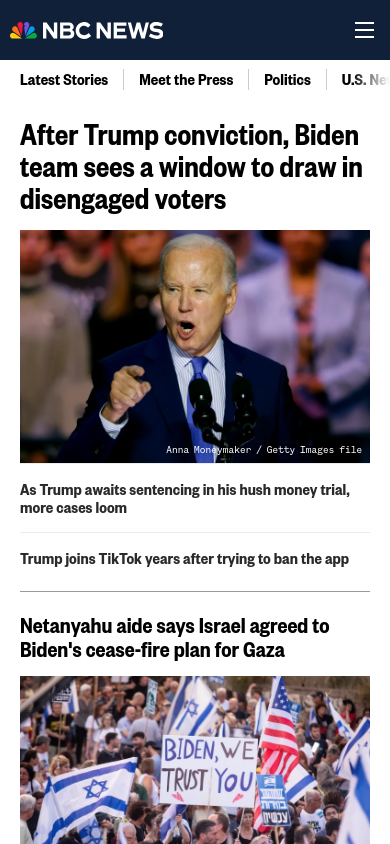 NBC NEWS
Latest Stories
Meet the Press
Politics
U.S. Ne
After Trump conviction, Biden
team sees a window to draw in
disengaged voters
Anna Moneymaker / Getty Images file
As Trump awaits sentencing in his hush money trial,
more cases loom
Trump joins TikTok years after trying to ban the app
Netanyahu aide says Israel agreed to
Biden's cease-fire plan for Gaza
BIDEN, WE
TRUST YOU